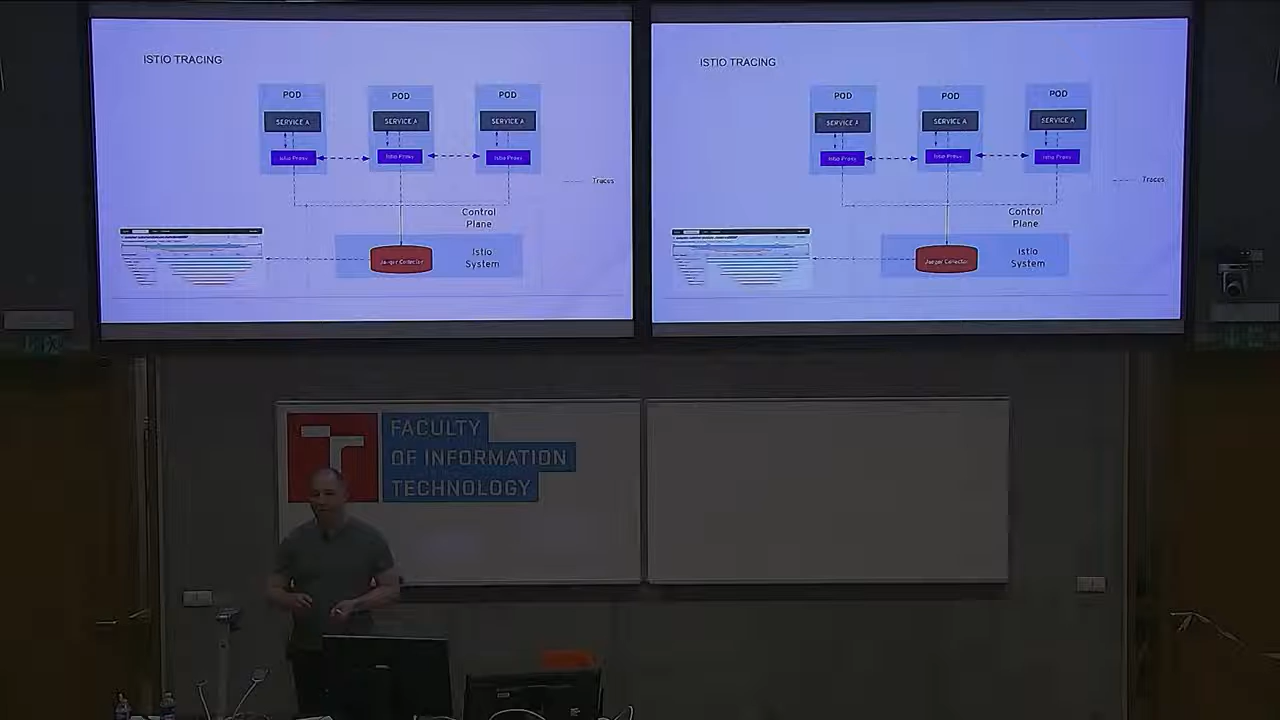 ISTIO TRACING
POD
POD
POD
SERVICE A
SERVICE A
SERVICE A
Istio Proxy
Istio Proxy
Istio Proxy
Traces
Control
Plane
Jaeger Collector
Istio
System
ISTIO TRACING
POD
POD
POD
SERVICE A
SERVICE A
SERVICE A
Istio Proxy
Istio Proxy
Istio Proxy
Traces
Control
Plane
Jaeger Collector
Istio
System
FACULTY
OF INFORMATION
TECHNOLOGY